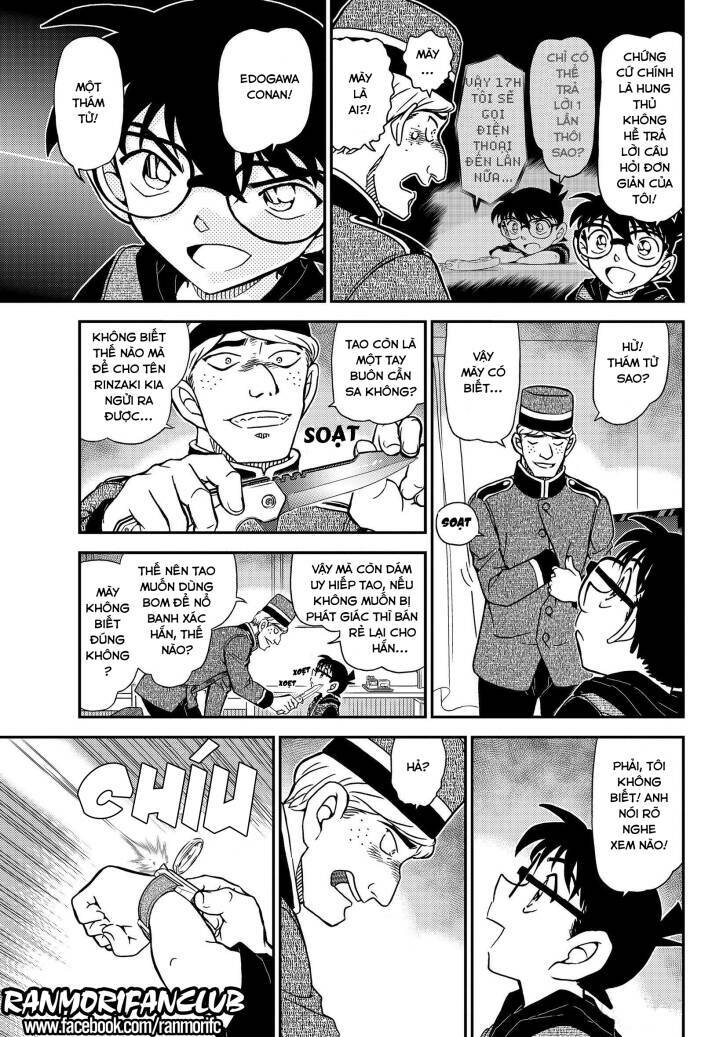 CHỨNG
CỨ CHÍNH
LÀ HUNG
THỦ
KHÔNG
HỀ TRẢ
LỜI CÂU
HỎI ĐƠN
GIẢN CỦA
TÔI!
CHỈ CÓ
THỂ
TRẢ
LỜI 1
LẦN
THÔI
SAO?
VẬY 17H
TÔI SẼ
GỌI
ĐIỆN
THOẠI
ĐẾN LẦN
NỮA...
MÀY
...
MÀY
LÀ
AI?!
EDOGAWA
CONAN!
MỘT
THÁM
TỬ!
HỪ!
THÁM TỬ
SAO?
VẬY
MÀY CÓ
BIẾT...
SOẠT
TAO CÒN LÀ
MỘT TAY
BUÔN CẦN
SA KHÔNG?
KHÔNG BIẾT
THẾ NÀO MÀ
ĐỂ CHO TÊN
RINZAKI KIA
NGỬI RA
ĐƯỢC...
SOẠT
VẬY MÀ CÒN DÁM
UY HIẾP TAO, NẾU
KHÔNG MUỐN BỊ
PHÁT GIÁC THÌ BÁN
RẺ LẠI CHO
HẮN...
THẾ NÊN TAO
MUỐN DÙNG
BOM ĐỂ NỔ
BANH XÁC
HẮN, THẾ
NÀO?
MÀY
KHÔNG BIẾT
ĐÚNG
KHÔNG?
XOẸT
XOẸT
PHẢI, TÔI
KHÔNG
BIẾT! ANH
NÓI RÕ
NGHE
XEM NÀO!
HẢ?
CHÍU
RANMORIFANCLUB
www.facebook.com/ranmorifc